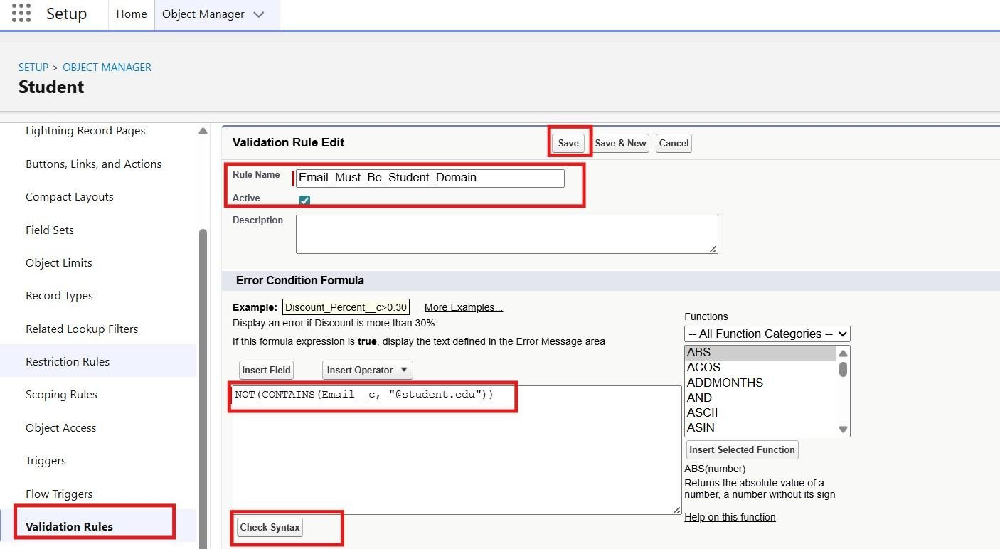 Setup Home Object Manager
SETUP > OBJECT MANAGER
Student
Lightning Record Pages
Buttons, Links, and Actions
Compact Layouts
Field Sets
Object Limits
Record Types
Related Lookup Filters
Restriction Rules
Scoping Rules
Object Access
Triggers
Flow Triggers
Validation Rules
Validation Rule Edit
Save
Save & New
Cancel
Rule Name Email_Must_Be_Student_Domain
Active
Description
Error Condition Formula
Example: Discount_Percent__c>0.30 More Examples...
Display an error if Discount is more than 30%
If this formula expression is true, display the text defined in the Error Message area
Insert Field
Insert Operator
NOT(CONTAINS(Email__c, "@student.edu"))
Check Syntax
Functions
-- All Function Categories --
ABS
ACOS
ADDMONTHS
AND
ASCII
ASIN
Insert Selected Function
ABS(number)
Returns the absolute value of a
number, a number without its sign
Help on this function